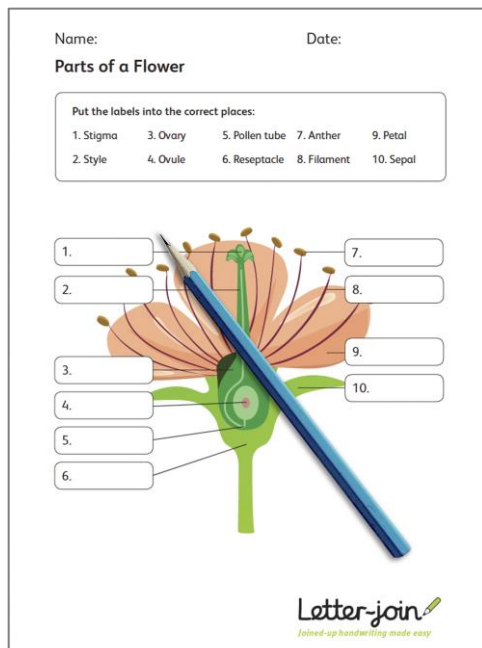 Name: Date:
Parts of a Flower
Put the labels into the correct places:
1. Stigma 3. Ovary 5. Pollen tube 7. Anther 9. Petal
2. Style 4. Ovule 6. Reseptacle 8. Filament 10. Sepal
1. 7.
2. 8.
3. 9.
4. 10.
5.
6.
Letter-join
Joined-up handwriting made easy